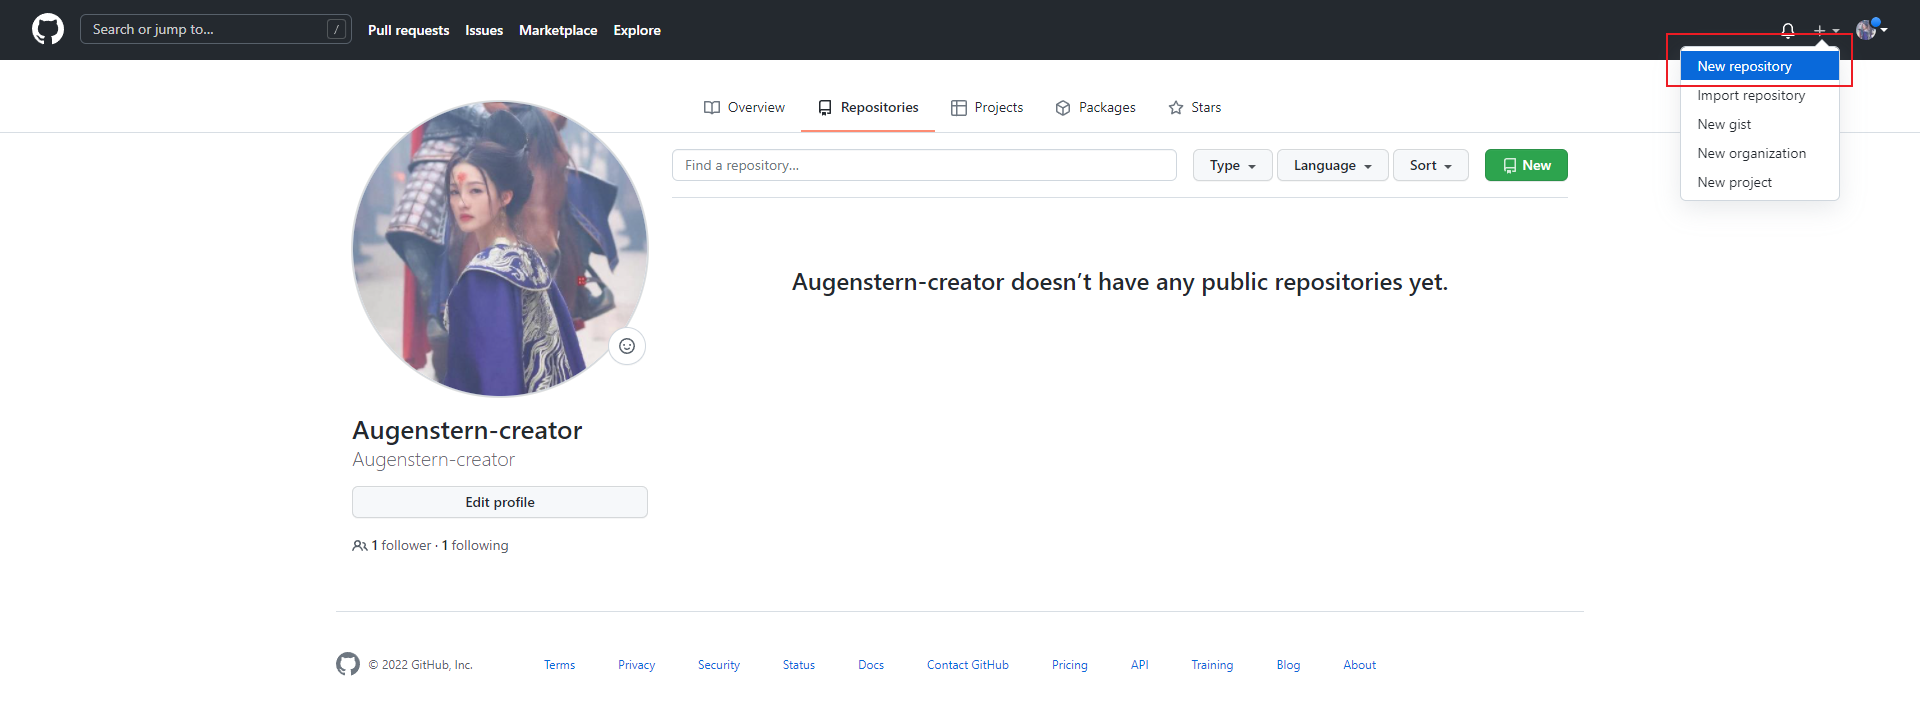 Search or jump to... / Pull requests Issues Marketplace Explore
New repository
Import repository
New gist
New organization
New project
Overview Repositories Projects Packages Stars
Find a repository... Type Language Sort New
Augenstern-creator doesn’t have any public repositories yet.
Augenstern-creator
Augenstern-creator
Edit profile
1 follower · 1 following
© 2022 GitHub, Inc. Terms Privacy Security Status Docs Contact GitHub Pricing API Training Blog About